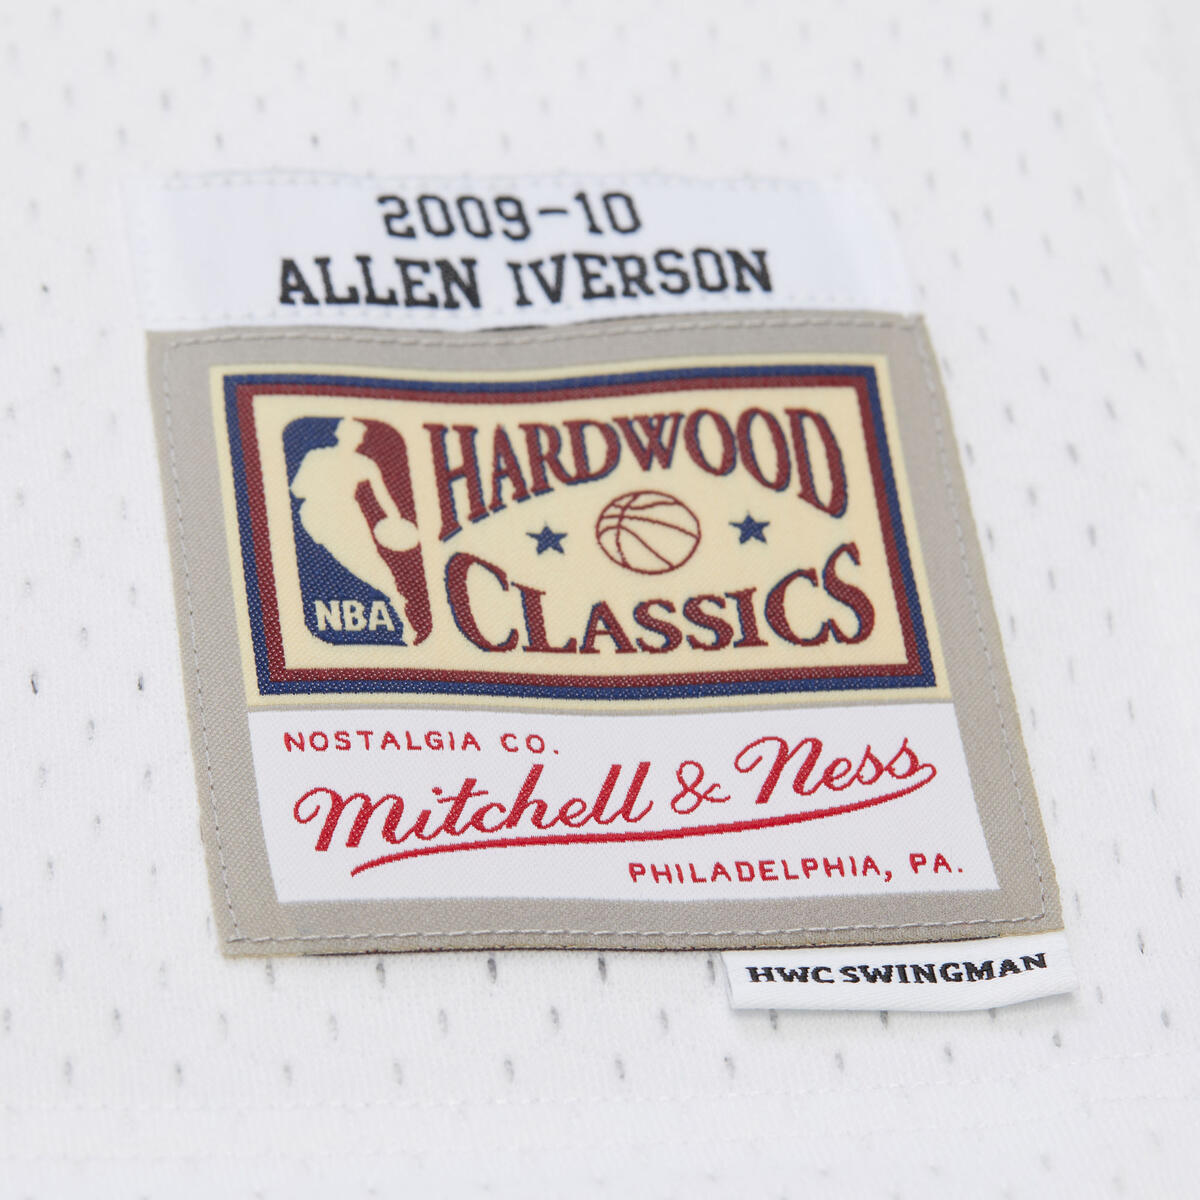 2009-10
ALLEN IVERSON
HARDWOOD
CLASSICS
NBA
NOSTALGIA CO.
Mitchell & Ness
PHILADELPHIA, PA.
HWC SWINGMAN